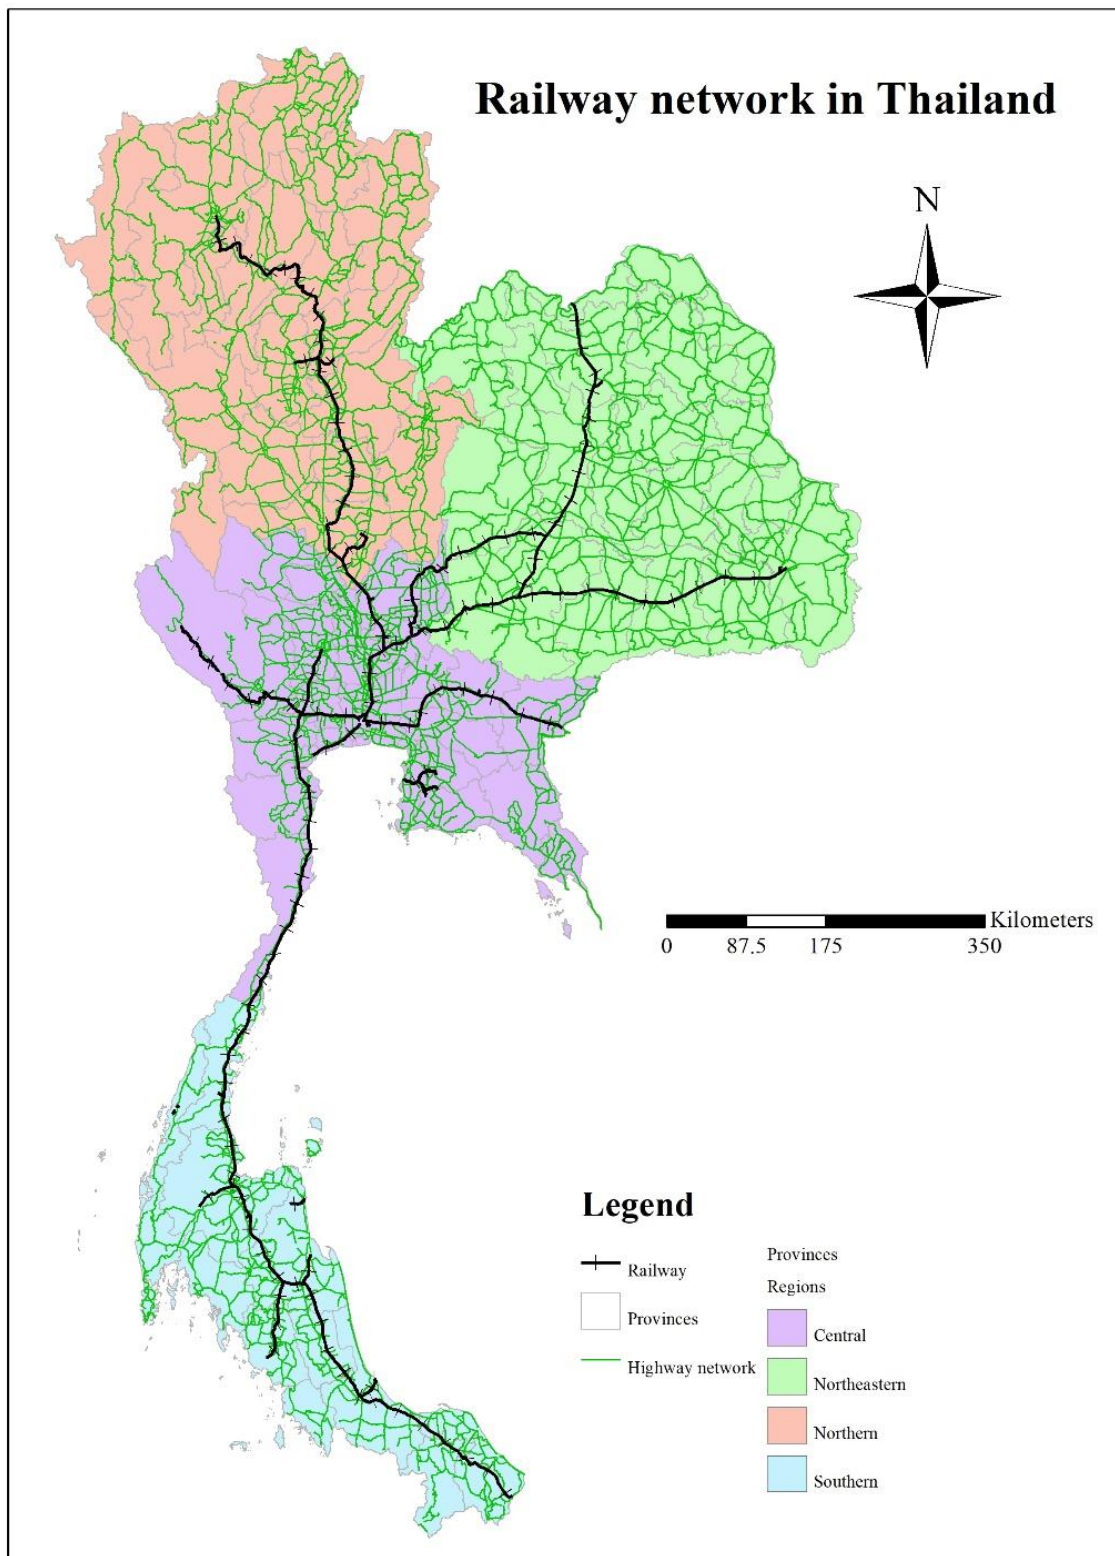 Railway network in Thailand
N
Kilometers
0 87.5 175 350
Legend
Railway
Provinces
Highway network
Provinces
Regions
Central
Northeastern
Northern
Southern